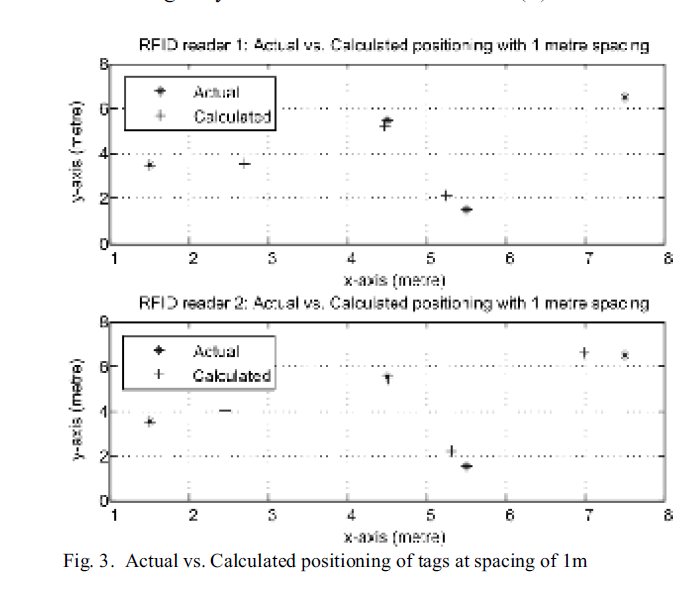 RFID reader 1: Actual vs. Calculated positioning with 1 metre spacing
8
6
4
2
0
y-axis (metre)
Actual
Calculated
1 2 3 4 5 6 7 8
x-axis (metre)
RFID reader 2: Actual vs. Calculated positioning with 1 metre spacing
8
6
4
2
0
y-axis (metre)
Actual
Calculated
1 2 3 4 5 6 7 8
x-axis (metre)
Fig. 3. Actual vs. Calculated positioning of tags at spacing of 1m